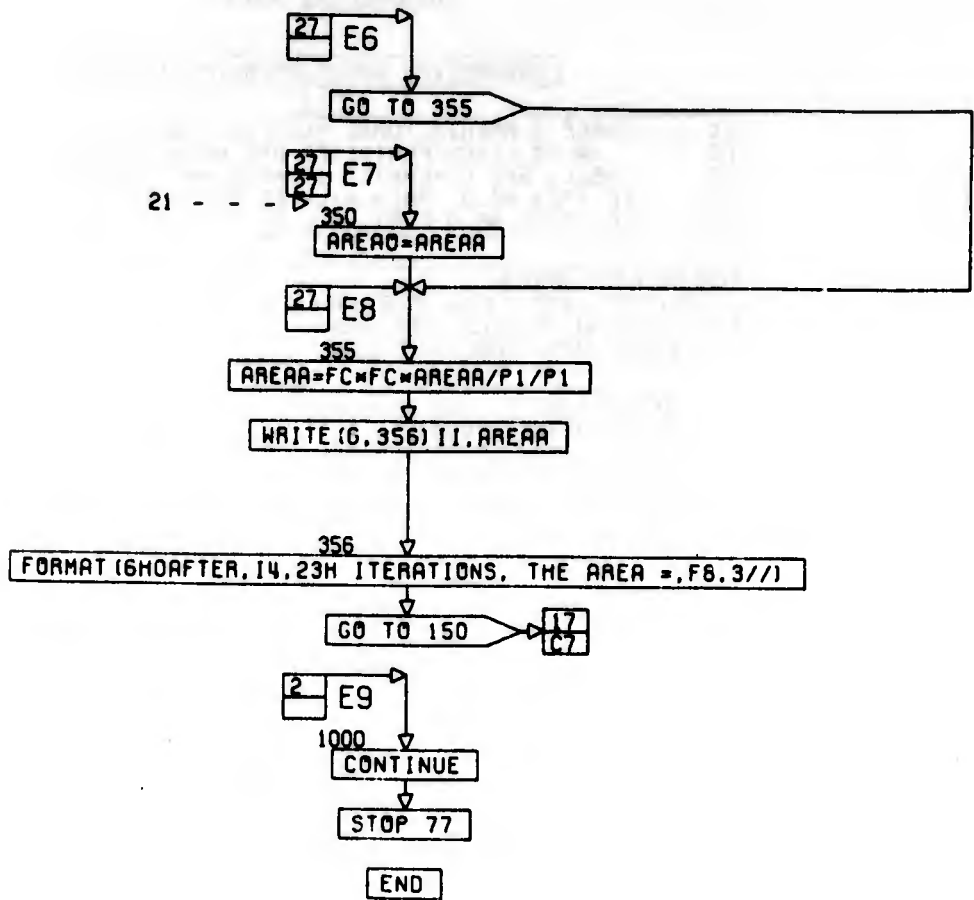 27 E6
GO TO 355
27 E7
27
21 - - -
350
AREAO=AREAA
27 E8
355
AREAA=FC*FC*AREAA/P1/P1
WRITE(6,356)II,AREAA
356
FORMAT(6H0AFTER,I4,23H ITERATIONS, THE AREA =,F8.3//)
GO TO 150
17
C7
2 E9
1000
CONTINUE
STOP 77
END